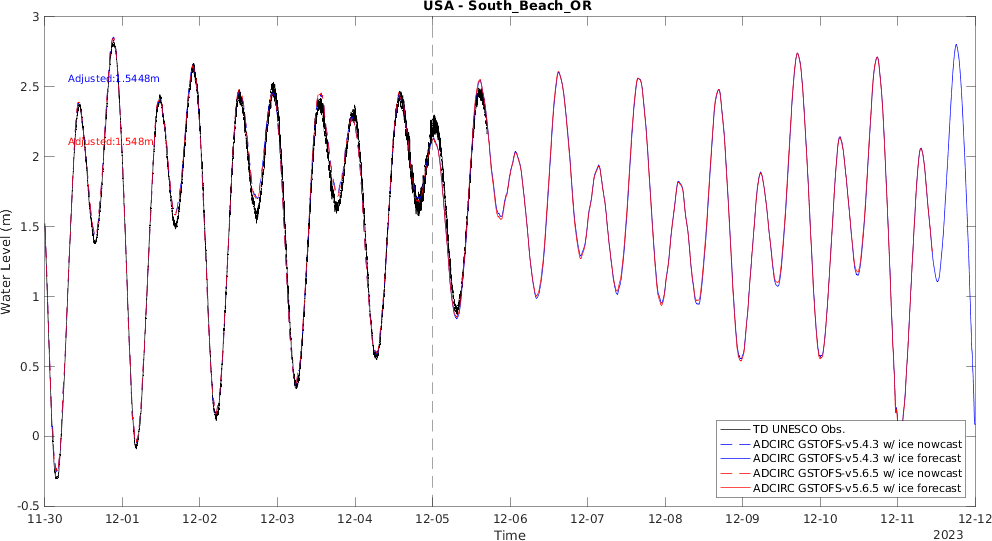 USA - South_Beach_OR
3
2.5
2
1.5
1
0.5
0
-0.5
Water Level (m)
Adjusted:1.5448m
Adjusted:1.548m
TD UNESCO Obs.
ADCIRC GSTOFS-v5.4.3 w/ ice nowcast
ADCIRC GSTOFS-v5.4.3 w/ ice forecast
ADCIRC GSTOFS-v5.6.5 w/ ice nowcast
ADCIRC GSTOFS-v5.6.5 w/ ice forecast
11-30 12-01 12-02 12-03 12-04 12-05 12-06 12-07 12-08 12-09 12-10 12-11 12-12
Time
2023